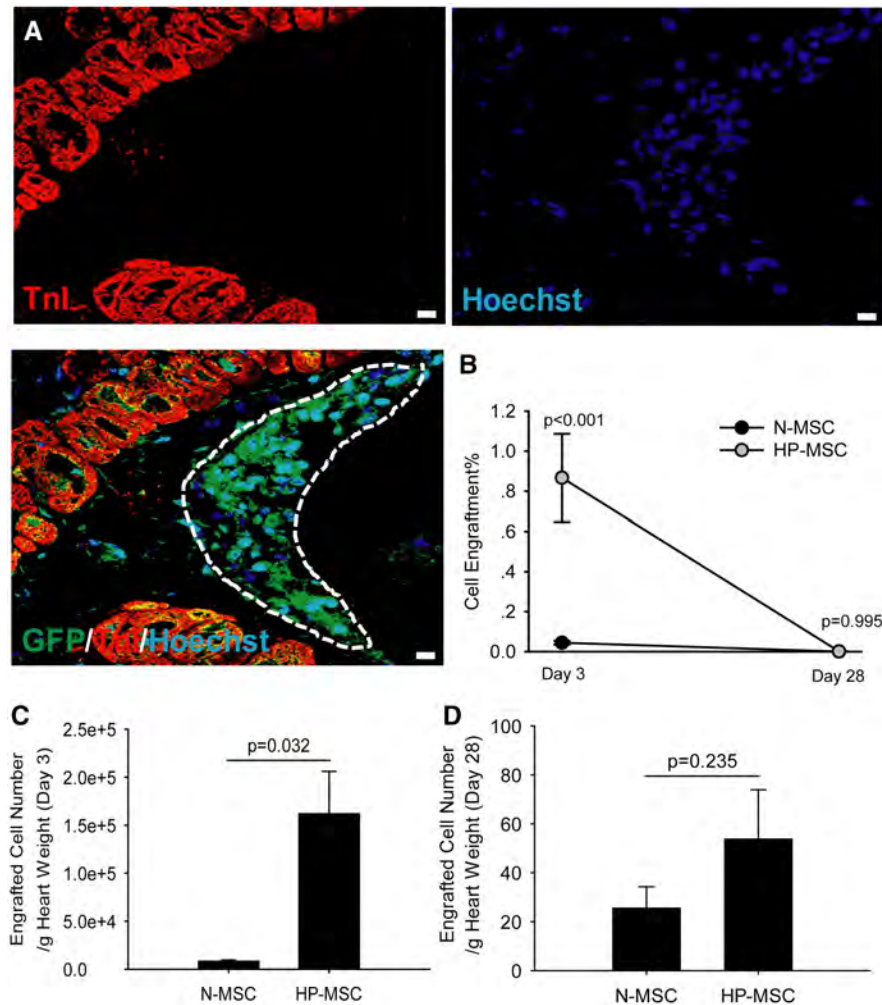 A
TnI
Hoechst
GFP/TnI/Hoechst
B
1.2
1.0
.8
.6
.4
.2
0.0
Cell Engraftment%
p<0.001
N-MSC
HP-MSC
p=0.995
Day 3
Day 28
C
2.5e+5
2.0e+5
1.5e+5
1.0e+5
5.0e+4
0.0
Engrafted Cell Number
/g Heart Weight (Day 3)
p=0.032
N-MSC
HP-MSC
D
100
80
60
40
20
0
Engrafted Cell Number
/g Heart Weight (Day 28)
p=0.235
N-MSC
HP-MSC